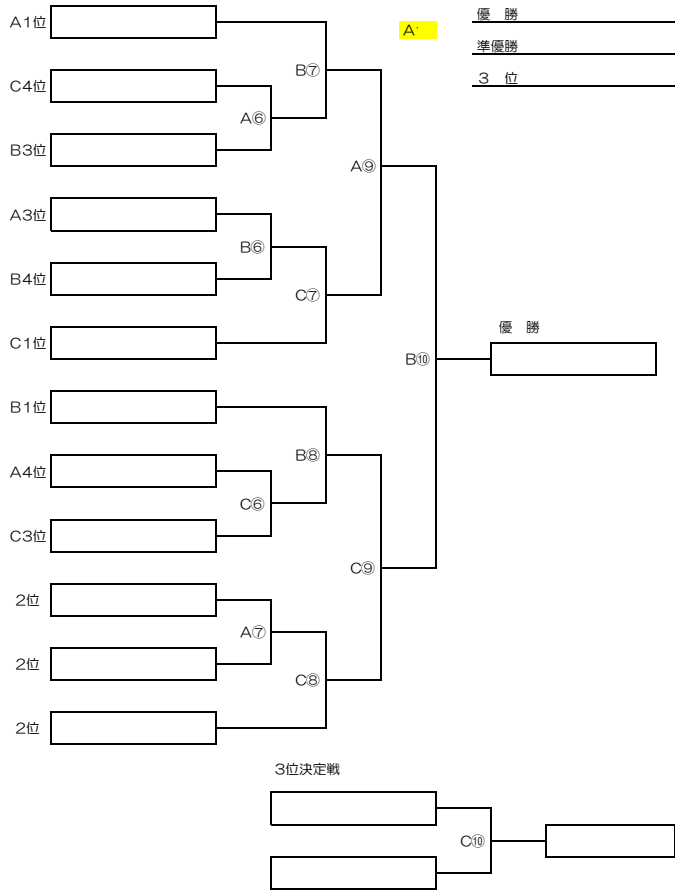 A1位
優　勝
A
準優勝
B⑦
３　位
C4位
A⑥
B3位
A⑨
A3位
B⑥
B4位
C⑦
優　勝
C1位
B⑩
B1位
B⑧
A4位
C⑥
C3位
C⑨
2位
A⑦
2位
C⑧
2位
3位決定戦
C⑩